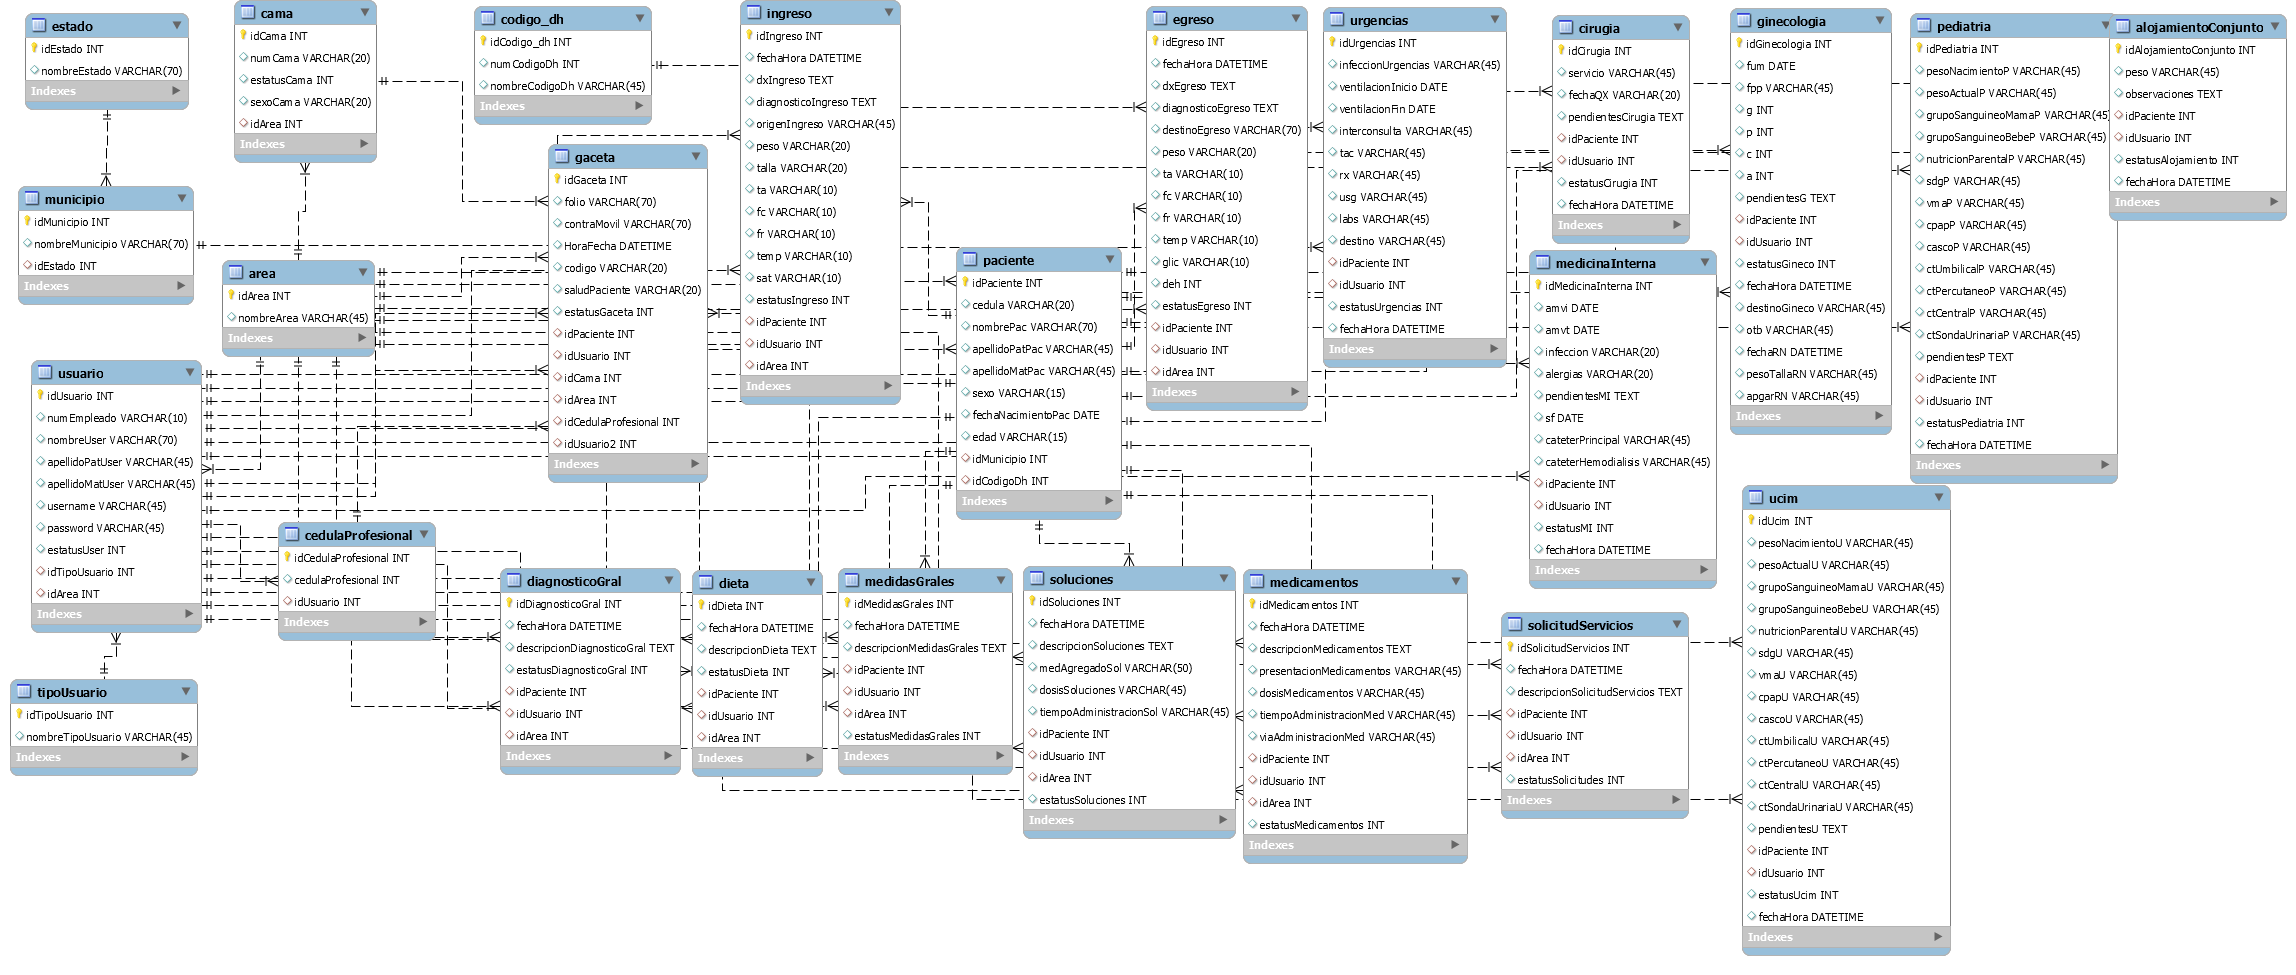 estado
idEstado INT
nombreEstado VARCHAR(70)
Indexes
municipio
idMunicipio INT
nombreMunicipio VARCHAR(70)
idEstado INT
Indexes
cama
idCama INT
numCama VARCHAR(20)
estatusCama INT
sexoCama VARCHAR(20)
idArea INT
Indexes
area
idArea INT
nombreArea VARCHAR(45)
Indexes
usuario
idUsuario INT
numEmpleado VARCHAR(10)
nombreUser VARCHAR(70)
apellidoPatUser VARCHAR(45)
apellidoMatUser VARCHAR(45)
username VARCHAR(45)
password VARCHAR(45)
estatusUser INT
idTipoUsuario INT
idArea INT
Indexes
tipoUsuario
idTipoUsuario INT
nombreTipoUsuario VARCHAR(45)
Indexes
cedulaProfesional
idCedulaProfesional INT
cedulaProfesional INT
idUsuario INT
Indexes
codigo_dh
idCodigo_dh INT
numCodigoDh INT
nombreCodigoDh VARCHAR(45)
Indexes
gaceta
idGaceta INT
folio VARCHAR(70)
contraMovil VARCHAR(70)
HoraFecha DATETIME
codigo VARCHAR(20)
saludPaciente VARCHAR(20)
estatusGaceta INT
idPaciente INT
idUsuario INT
idCama INT
idArea INT
idCedulaProfesional INT
idUsuario2 INT
Indexes
ingreso
idIngreso INT
fechaHora DATETIME
dxIngreso TEXT
diagnosticoIngreso TEXT
origenIngreso VARCHAR(45)
peso VARCHAR(20)
talla VARCHAR(20)
ta VARCHAR(10)
fc VARCHAR(10)
fr VARCHAR(10)
temp VARCHAR(10)
sat VARCHAR(10)
estatusIngreso INT
idPaciente INT
idUsuario INT
idArea INT
Indexes
paciente
idPaciente INT
cedula VARCHAR(20)
nombrePac VARCHAR(70)
apellidoPatPac VARCHAR(45)
apellidoMatPac VARCHAR(45)
sexo VARCHAR(15)
fechaNacimientoPac DATE
edad VARCHAR(15)
idMunicipio INT
idCodigoDh INT
Indexes
egreso
idEgreso INT
fechaHora DATETIME
dxEgreso TEXT
diagnosticoEgreso TEXT
destinoEgreso VARCHAR(70)
peso VARCHAR(20)
ta VARCHAR(10)
fc VARCHAR(10)
fr VARCHAR(10)
temp VARCHAR(10)
glic VARCHAR(10)
deh INT
estatusEgreso INT
idPaciente INT
idUsuario INT
idArea INT
Indexes
urgencias
idUrgencias INT
infeccionUrgencias VARCHAR(45)
ventilacionInicio DATE
ventilacionFin DATE
interconsulta VARCHAR(45)
tac VARCHAR(45)
rx VARCHAR(45)
usg VARCHAR(45)
labs VARCHAR(45)
destino VARCHAR(45)
idPaciente INT
idUsuario INT
estatusUrgencias INT
fechaHora DATETIME
Indexes
cirugia
idCirugia INT
servicio VARCHAR(45)
fechaQX VARCHAR(20)
pendientesCirugia TEXT
idPaciente INT
idUsuario INT
estatusCirugia INT
fechaHora DATETIME
Indexes
medicinaInterna
idMedicinaInterna INT
amvi DATE
amvt DATE
infeccion VARCHAR(20)
alergias VARCHAR(20)
pendientesMI TEXT
sf DATE
cateterPrincipal VARCHAR(45)
cateterHemodialisis VARCHAR(45)
idPaciente INT
idUsuario INT
estatusMI INT
fechaHora DATETIME
Indexes
ginecologia
idGinecologia INT
fum DATE
fpp VARCHAR(45)
g INT
p INT
c INT
a INT
pendientesG TEXT
idPaciente INT
idUsuario INT
estatusGineco INT
fechaHora DATETIME
destinoGineco VARCHAR(45)
otb VARCHAR(45)
fechaRN DATETIME
pesoTallaRN VARCHAR(45)
apgarRN VARCHAR(45)
Indexes
pediatria
idPediatria INT
pesoNacimientoP VARCHAR(45)
pesoActualP VARCHAR(45)
grupoSanguineoMamaP VARCHAR(45)
grupoSanguineoBebeP VARCHAR(45)
nutricionParentalP VARCHAR(45)
sdgP VARCHAR(45)
vmaP VARCHAR(45)
cpapP VARCHAR(45)
cascoP VARCHAR(45)
ctUmbilicalP VARCHAR(45)
ctPercutaneoP VARCHAR(45)
ctCentralP VARCHAR(45)
ctSondaUrinariaP VARCHAR(45)
pendientesP TEXT
idPaciente INT
idUsuario INT
estatusPediatria INT
fechaHora DATETIME
Indexes
alojamientoConjunto
idAlojamientoConjunto INT
peso VARCHAR(45)
observaciones TEXT
idPaciente INT
idUsuario INT
estatusAlojamiento INT
fechaHora DATETIME
Indexes
diagnosticoGral
idDiagnosticoGral INT
fechaHora DATETIME
descripcionDiagnosticoGral TEXT
estatusDiagnosticoGral INT
idPaciente INT
idUsuario INT
idArea INT
Indexes
dieta
idDieta INT
fechaHora DATETIME
descripcionDieta TEXT
estatusDieta INT
idPaciente INT
idUsuario INT
idArea INT
Indexes
medidasGrales
idMedidasGrales INT
fechaHora DATETIME
descripcionMedidasGrales TEXT
idPaciente INT
idUsuario INT
idArea INT
estatusMedidasGrales INT
Indexes
soluciones
idSoluciones INT
fechaHora DATETIME
descripcionSoluciones TEXT
medAgregadoSol VARCHAR(50)
dosisSoluciones VARCHAR(45)
tiempoAdministracionSol VARCHAR(45)
idPaciente INT
idUsuario INT
idArea INT
estatusSoluciones INT
Indexes
medicamentos
idMedicamentos INT
fechaHora DATETIME
descripcionMedicamentos TEXT
presentacionMedicamentos VARCHAR(45)
dosisMedicamentos VARCHAR(45)
tiempoAdministracionMed VARCHAR(45)
viaAdministracionMed VARCHAR(45)
idPaciente INT
idUsuario INT
idArea INT
estatusMedicamentos INT
Indexes
solicitudServicios
idSolicitudServicios INT
fechaHora DATETIME
descripcionSolicitudServicios TEXT
idPaciente INT
idUsuario INT
idArea INT
estatusSolicitudes INT
Indexes
ucim
idUcim INT
pesoNacimientoU VARCHAR(45)
pesoActualU VARCHAR(45)
grupoSanguineoMamaU VARCHAR(45)
grupoSanguineoBebeU VARCHAR(45)
nutricionParentalU VARCHAR(45)
sdgU VARCHAR(45)
vmaU VARCHAR(45)
cpapU VARCHAR(45)
cascoU VARCHAR(45)
ctUmbilicalU VARCHAR(45)
ctPercutaneoU VARCHAR(45)
ctCentralU VARCHAR(45)
ctSondaUrinariaU VARCHAR(45)
pendientesU TEXT
idPaciente INT
idUsuario INT
estatusUcim INT
fechaHora DATETIME
Indexes